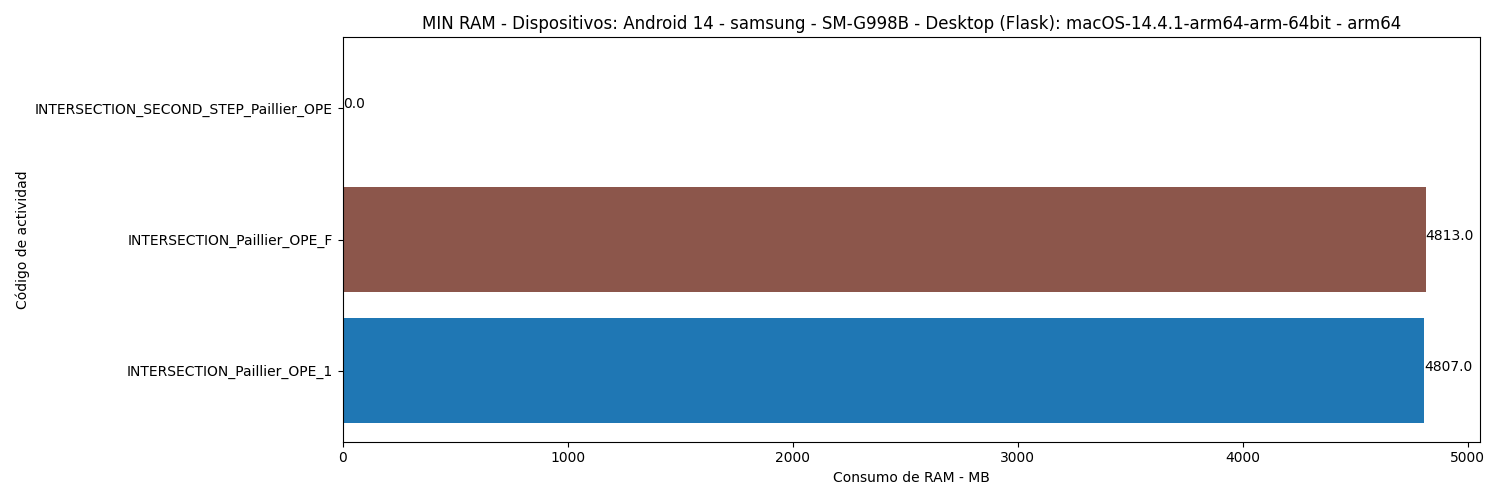 MIN RAM - Dispositivos: Android 14 - samsung - SM-G998B - Desktop (Flask): macOS-14.4.1-arm64-arm-64bit - arm64
Código de actividad
INTERSECTION_SECOND_STEP_Paillier_OPE
0.0
INTERSECTION_Paillier_OPE_F
4813.0
INTERSECTION_Paillier_OPE_1
4807.0
0 1000 2000 3000 4000 5000
Consumo de RAM - MB